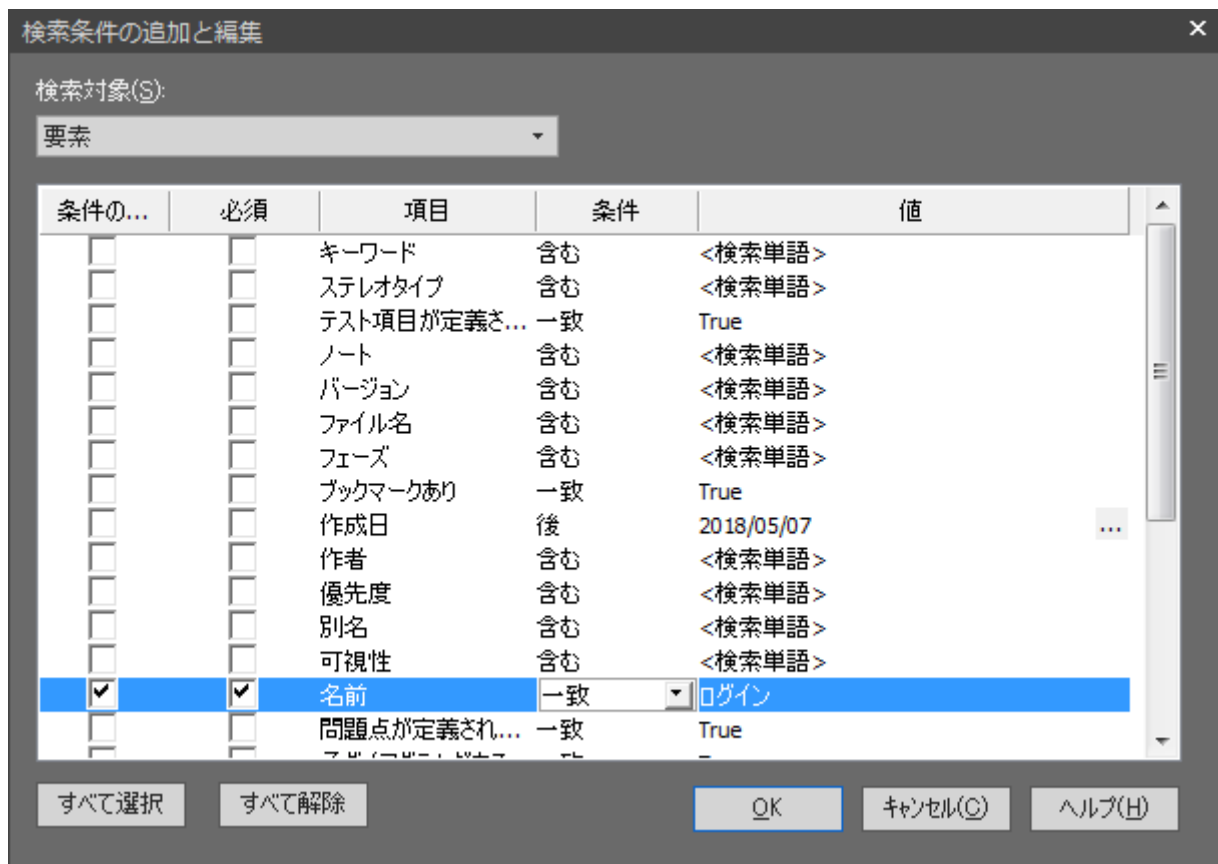 検索条件の追加と編集
検索対象(S):
要素
条件の... 必須 項目 条件 値
キーワード 含む <検索単語>
ステレオタイプ 含む <検索単語>
テスト項目が定義さ... 一致 True
ノート 含む <検索単語>
バージョン 含む <検索単語>
ファイル名 含む <検索単語>
フェーズ 含む <検索単語>
ブックマークあり 一致 True
作成日 後 2018/05/07 ...
作者 含む <検索単語>
優先度 含む <検索単語>
別名 含む <検索単語>
可視性 含む <検索単語>
名前 一致 ログイン
問題点が定義され... 一致 True
すべて選択 すべて解除 OK キャンセル(C) ヘルプ(H)